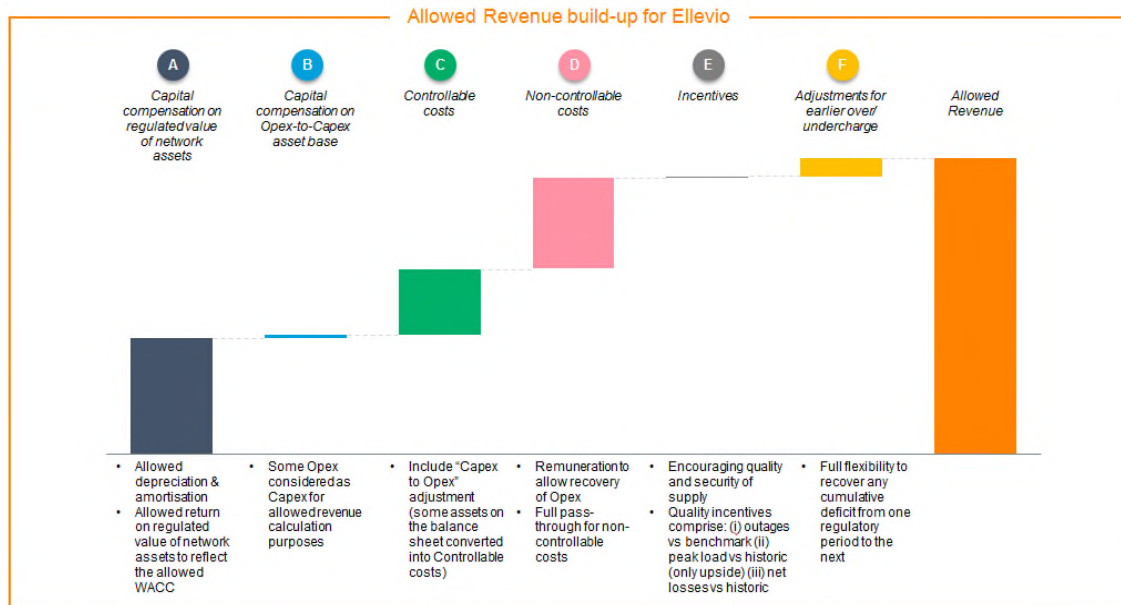 Allowed Revenue build-up for Ellevio
A
Capital
compensation on
regulated value
of network
assets
B
Capital
compensation on
Opex-to-Capex
asset base
C
Controllable
costs
D
Non-controllable
costs
E
Incentives
F
Adjustments for
earlier over/
undercharge
Allowed
Revenue
• Allowed
depreciation &
amortisation
• Allowed return
on regulated
value of network
assets to reflect
the allowed
WACC
• Some Opex
considered as
Capex for
allowed revenue
calculation
purposes
• Include “Capex
to Opex”
adjustment
(some assets on
the balance
sheet converted
into Controllable
costs)
• Remuneration to
allow recovery
of Opex
• Full pass-
through for non-
controllable
costs
• Encouraging quality
and security of
supply
• Quality incentives
comprise: (i) outages
vs benchmark (ii)
peak load vs historic
(only upside) (iii) net
losses vs historic
• Full flexibility to
recover any
cumulative
deficit from one
regulatory
period to the
next